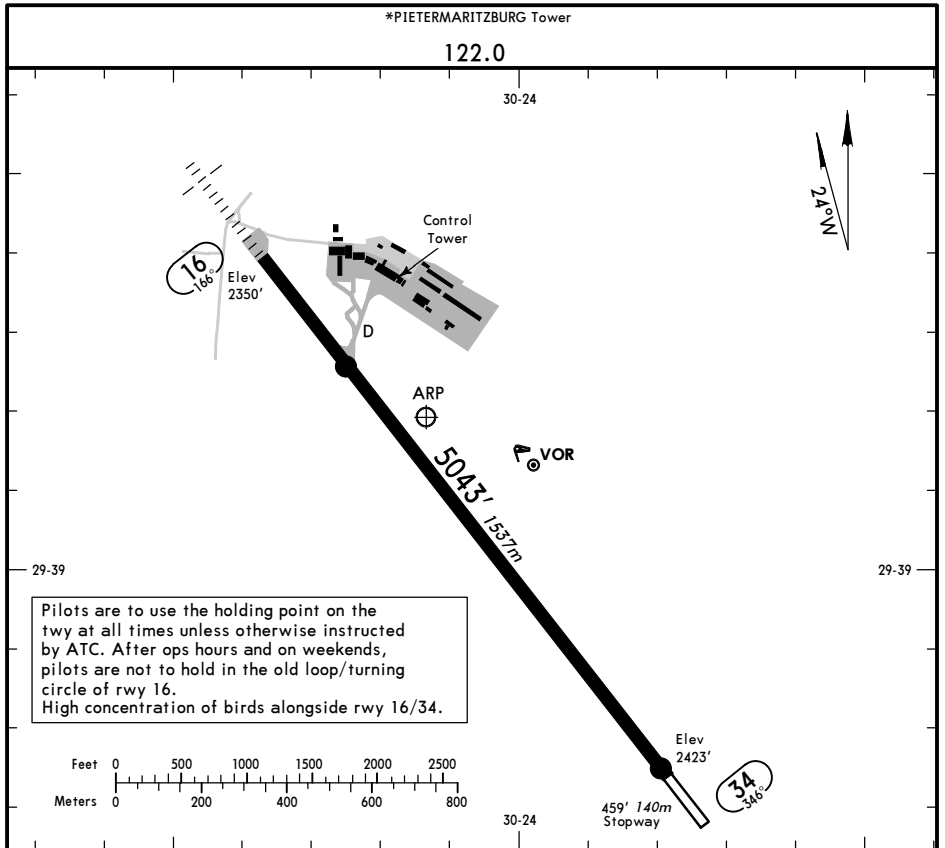 *PIETERMARITZBURG Tower
122.0
30-24
24°W
Control
Tower
16
166°
Elev
2350'
D
ARP
VOR
5043' 1537m
29-39
29-39
Pilots are to use the holding point on the
twy at all times unless otherwise instructed
by ATC. After ops hours and on weekends,
pilots are not to hold in the old loop/turning
circle of rwy 16.
High concentration of birds alongside rwy 16/34.
Elev
2423'
34
346°
Feet 0 500 1000 1500 2000 2500
Meters 0 200 400 600 800
459' 140m
Stopway
30-24